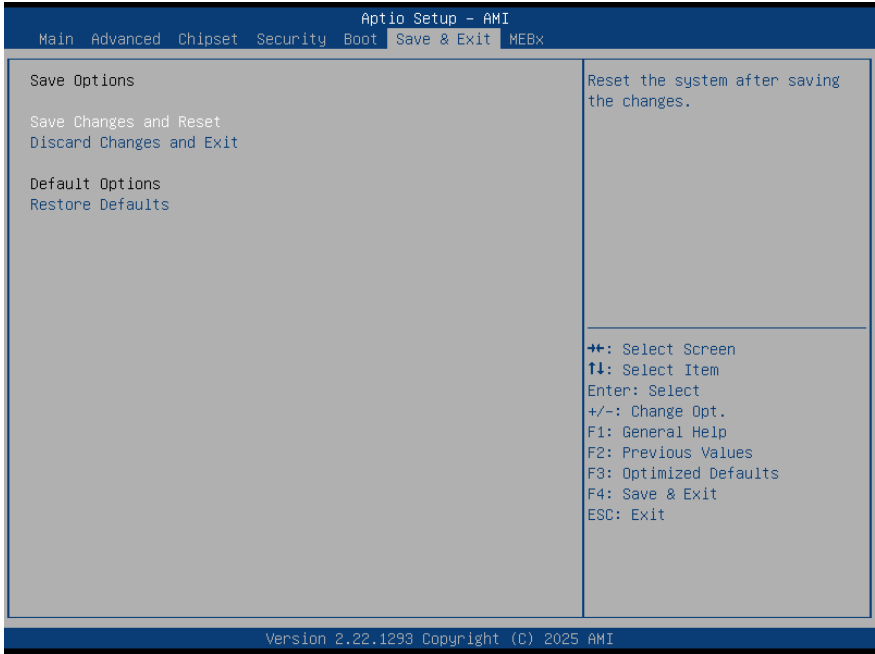 Aptio Setup – AMI
Main Advanced Chipset Security Boot Save & Exit MEBx
Save Options
Save Changes and Reset
Discard Changes and Exit
Default Options
Restore Defaults
Reset the system after saving
the changes.
→←: Select Screen
↑↓: Select Item
Enter: Select
+/-: Change Opt.
F1: General Help
F2: Previous Values
F3: Optimized Defaults
F4: Save & Exit
ESC: Exit
Version 2.22.1293 Copyright (C) 2025 AMI